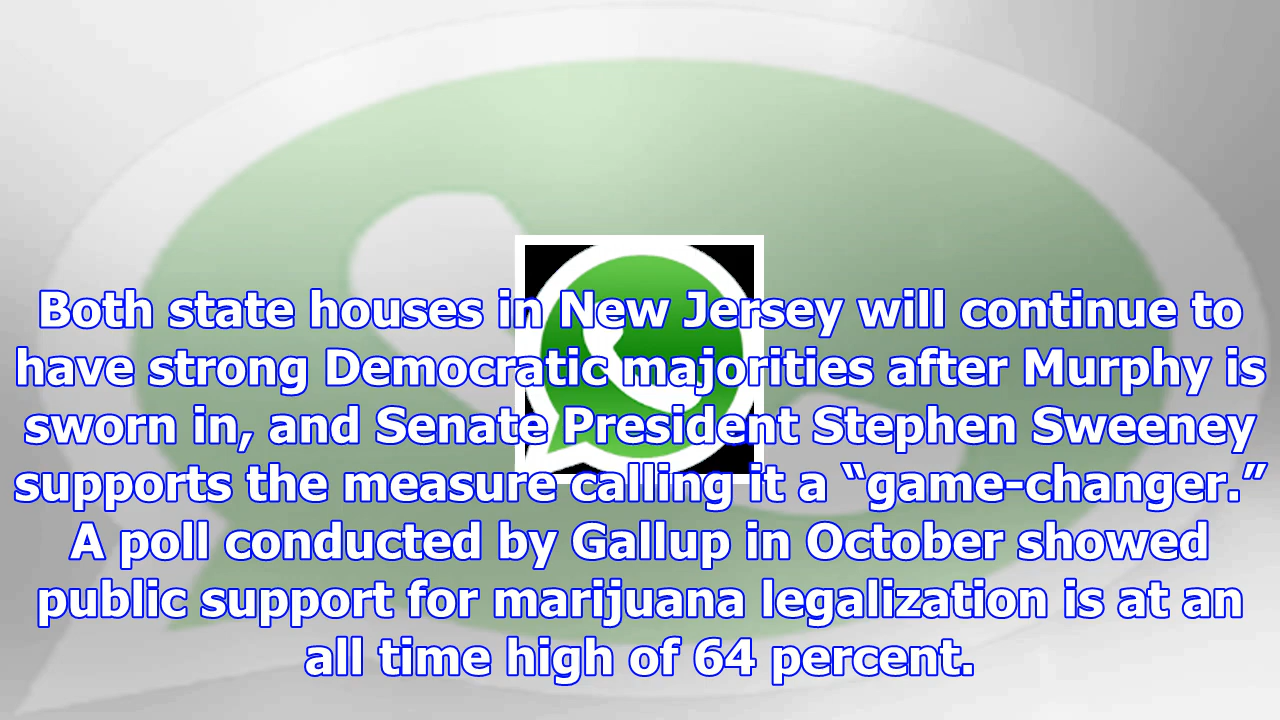 Both state houses in New Jersey will continue to
have strong Democratic majorities after Murphy is
sworn in, and Senate President Stephen Sweeney
supports the measure calling it a “game-changer.”
A poll conducted by Gallup in October showed
public support for marijuana legalization is at an
all time high of 64 percent.